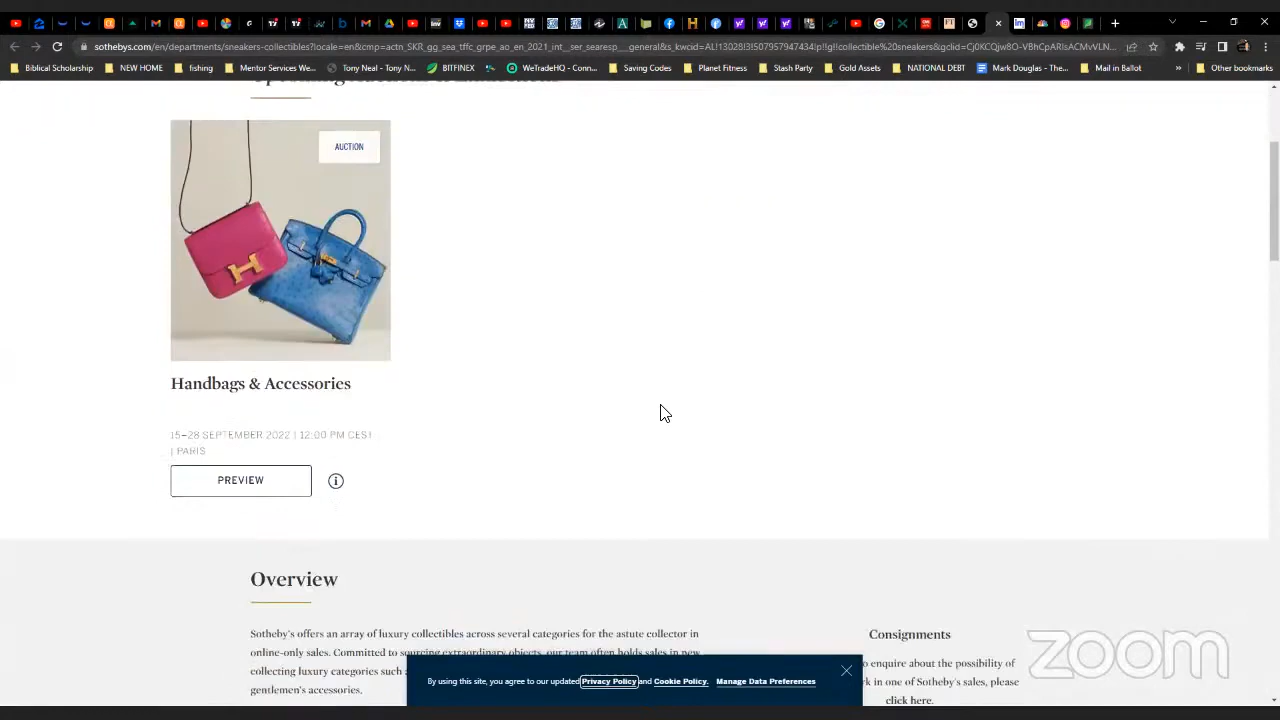 sothebys.com/en/departments/sneakers-collectibles?locale=en&cmp=actn_SKR_gg_sea_tffc_grpe_ao_en_2021_int__ser_searesp___general&s_kwcid=AL!13028!3!507957947434!p!!g!!collectible%20sneakers&gclid=
Biblical Scholarship NEW HOME fishing Mentor Services We... Tony Neal - Tony N... BITFINEX WeTradeHQ - Conn... Saving Codes Planet Fitness Stash Party Gold Assets NATIONAL DEBT Mark Douglas - The... Mail in Ballot » Other bookmarks
AUCTION
H
Handbags & Accessories
15–28 SEPTEMBER 2022 | 12:00 PM CEST
| PARIS
PREVIEW
Overview
Sotheby's offers an array of luxury collectibles across several categories for the astute collector in
online-only sales. Committed to sourcing extraordinary objects, our team often holds sales in new
collecting luxury categories such
gentlemen's accessories.
Consignments
o enquire about the possibility of
rk in one of Sotheby's sales, please
click here.
By using this site, you agree to our updated Privacy Policy and Cookie Policy. Manage Data Preferences
zoom